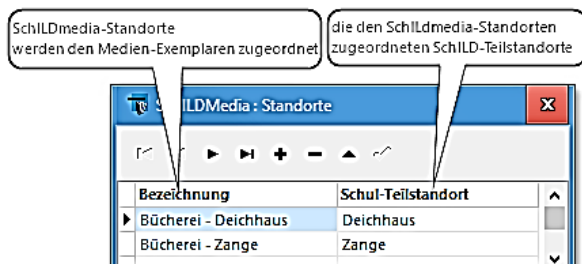 SchILDmedia-Standorte
werden den Medien-Exemplaren zugeordnet
die den SchILdmedia-Standorten
zugeordneten SchILD-Teilstandorte
ILDMedia : Standorte
Bezeichnung Schul-Teilstandort
Bücherei - Deichhaus Deichhaus
Bücherei - Zange Zange